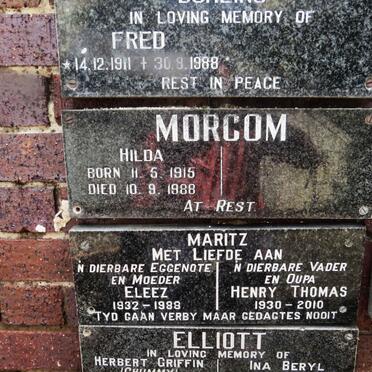 IN LOVING MEMORY OF
FRED
★14.12.1911 + 30.9.1988
REST IN PEACE
MORCOM
HILDA
BORN 11. 5. 1915
DIED 10. 9. 1988
AT REST
MARITZ
MET LIEFDE AAN
'N DIERBARE EGGENOTE
EN MOEDER
ELEEZ
1932 - 1988
'N DIERBARE VADER
EN OUPA
HENRY THOMAS
1930 - 2010
TYD GAAN VERBY MAAR GEDAGTES NOOIT
ELLIOTT
IN LOVING MEMORY OF
HERBERT GRIFFIN
(CHUMMY)
INA BERYL